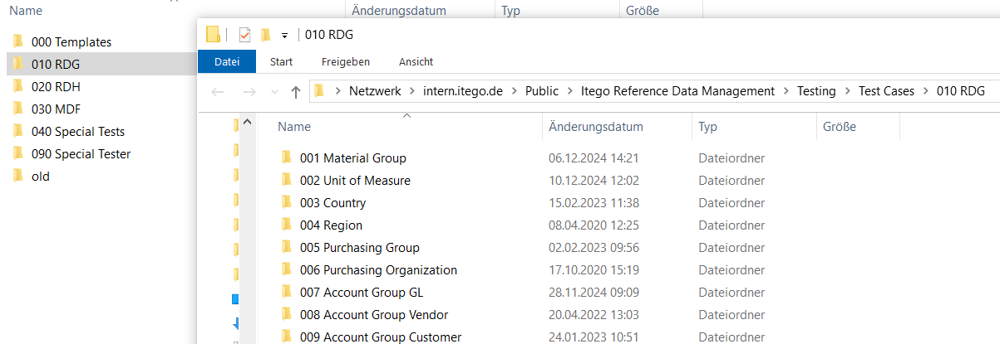 Name Änderungsdatum Typ Größe
000 Templates
010 RDG
020 RDH
030 MDF
040 Special Tests
090 Special Tester
old
010 RDG
Datei Start Freigeben Ansicht
Netzwerk > intern.itego.de > Public > Itego Reference Data Management > Testing > Test Cases > 010 RDG
Name Änderungsdatum Typ Größe
001 Material Group 06.12.2024 14:21 Dateiordner
002 Unit of Measure 10.12.2024 12:02 Dateiordner
003 Country 15.02.2023 11:38 Dateiordner
004 Region 08.04.2020 12:25 Dateiordner
005 Purchasing Group 02.02.2023 09:56 Dateiordner
006 Purchasing Organization 17.10.2020 15:19 Dateiordner
007 Account Group GL 28.11.2024 09:09 Dateiordner
008 Account Group Vendor 20.04.2022 13:03 Dateiordner
009 Account Group Customer 24.01.2023 10:51 Dateiordner